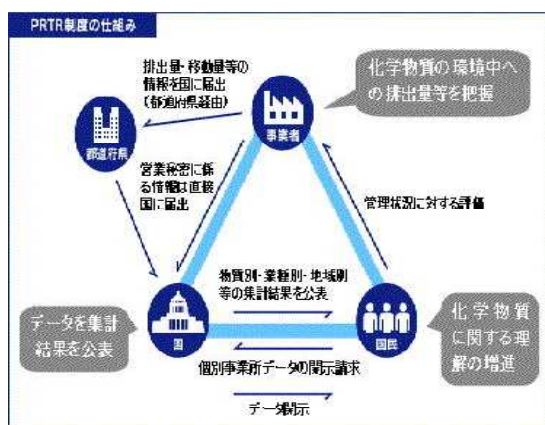 PRTR制度の仕組み
排出量・移動量等の
情報を国に届出
(都道府県経由)
化学物質の環境中へ
の排出量等を把握
事業者
都道府県
営業秘密に係
る情報は直接
国に届出
管理状況に対する評価
物質別・業種別・地域別
等の集計結果を公表
データを集計
結果を公表
国
国民
化学物質
に関する理
解の増進
個別事業所データの開示請求
データ開示